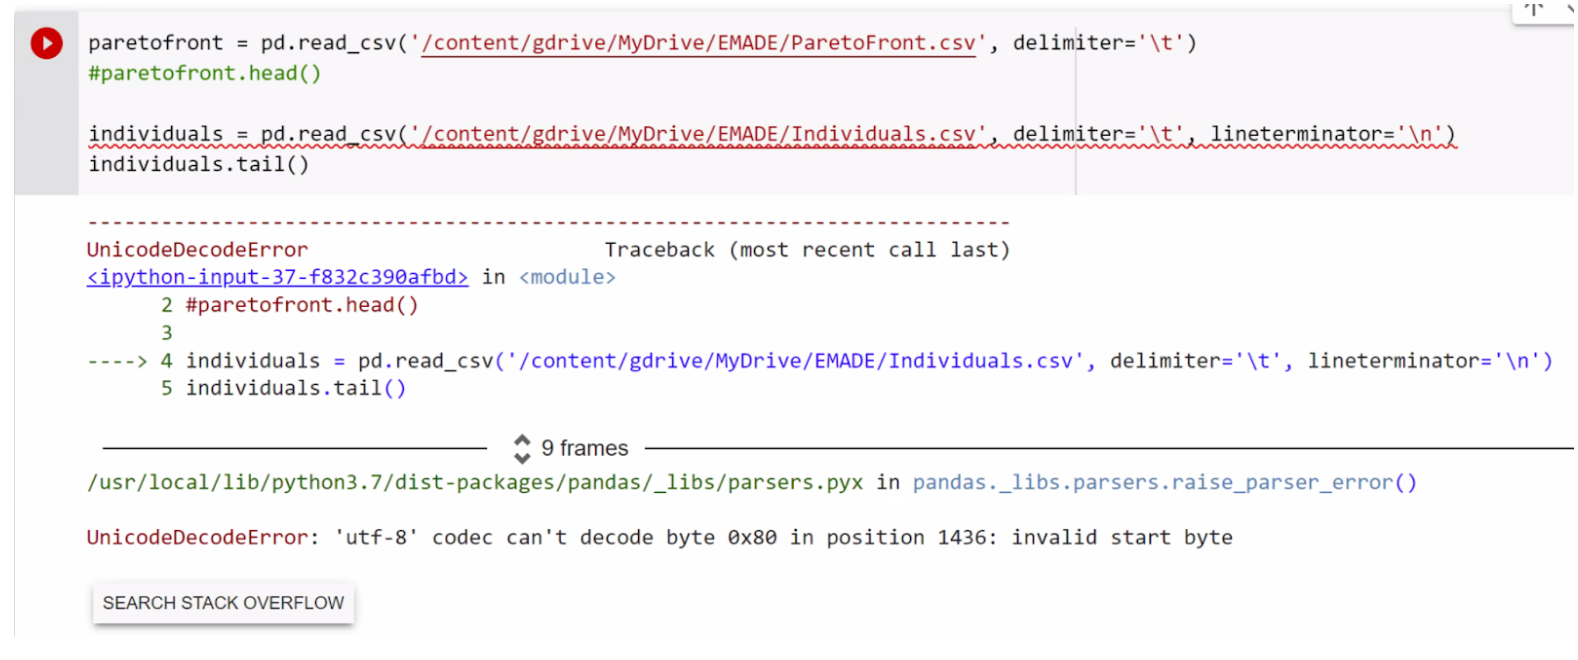 paretofront = pd.read_csv('/content/gdrive/MyDrive/EMADE/ParetoFront.csv', delimiter='\t')
#paretofront.head()
individuals = pd.read_csv('/content/gdrive/MyDrive/EMADE/Individuals.csv', delimiter='\t', lineterminator='\n')
individuals.tail()
---------------------------------------------------------------------------
UnicodeDecodeError                        Traceback (most recent call last)
<ipython-input-37-f832c390afbd> in <module>
      2 #paretofront.head()
      3
----> 4 individuals = pd.read_csv('/content/gdrive/MyDrive/EMADE/Individuals.csv', delimiter='\t', lineterminator='\n')
      5 individuals.tail()
9 frames
/usr/local/lib/python3.7/dist-packages/pandas/_libs/parsers.pyx in pandas._libs.parsers.raise_parser_error()
UnicodeDecodeError: 'utf-8' codec can't decode byte 0x80 in position 1436: invalid start byte
SEARCH STACK OVERFLOW